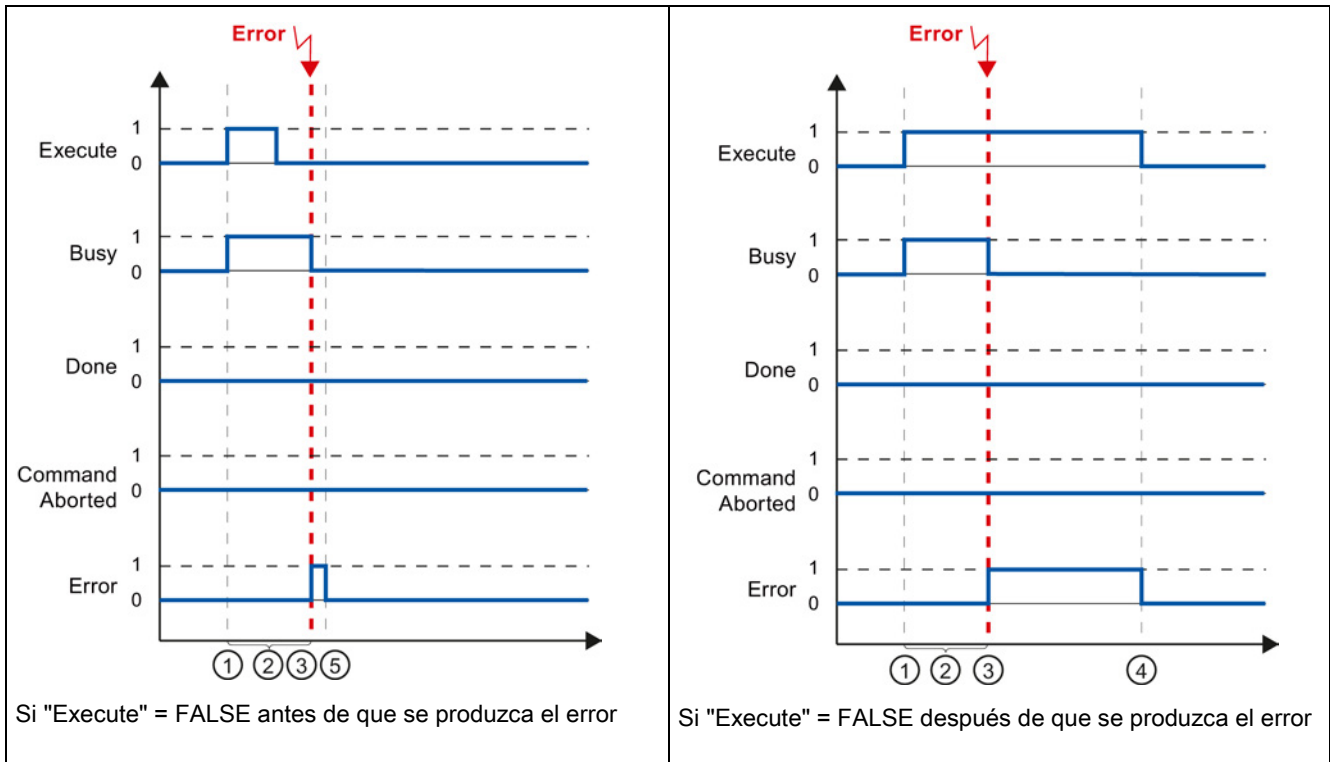 Error
Execute
1
0
Busy
1
0
Done
1
0
Command
Aborted
1
0
Error
1
0
① ② ③ ⑤
Si "Execute" = FALSE antes de que se produzca el error
Error
Execute
1
0
Busy
1
0
Done
1
0
Command
Aborted
1
0
Error
1
0
① ② ③ ④
Si "Execute" = FALSE después de que se produzca el error